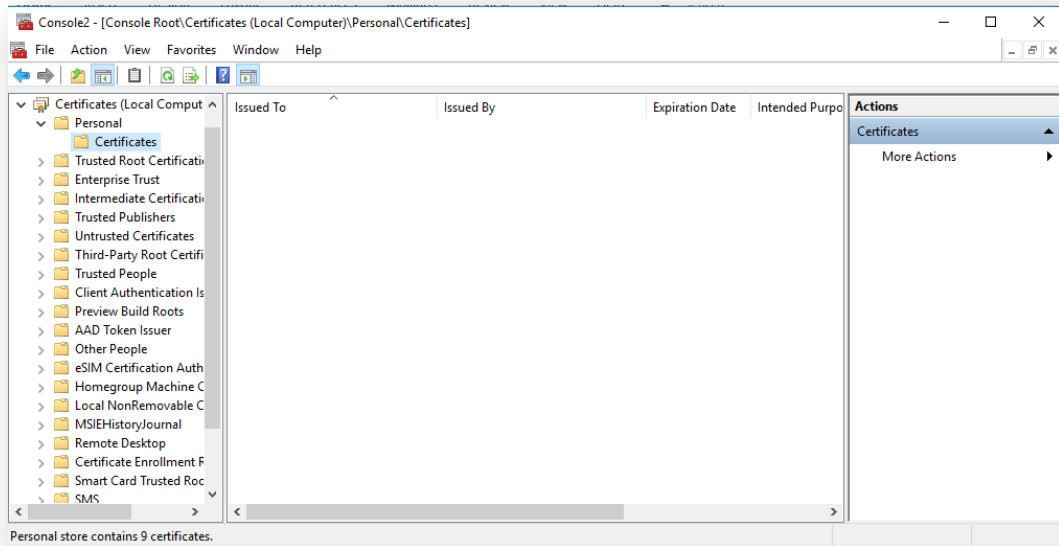 Console2 - [Console Root\Certificates (Local Computer)\Personal\Certificates]
File Action View Favorites Window Help
Certificates (Local Comput
Personal
Certificates
Trusted Root Certificati
Enterprise Trust
Intermediate Certificati
Trusted Publishers
Untrusted Certificates
Third-Party Root Certifi
Trusted People
Client Authentication Is
Preview Build Roots
AAD Token Issuer
Other People
eSIM Certification Auth
Homegroup Machine C
Local NonRemovable C
MSIEHistoryJournal
Remote Desktop
Certificate Enrollment R
Smart Card Trusted Roo
SMS
Issued To Issued By Expiration Date Intended Purpo
Actions
Certificates
More Actions
Personal store contains 9 certificates.